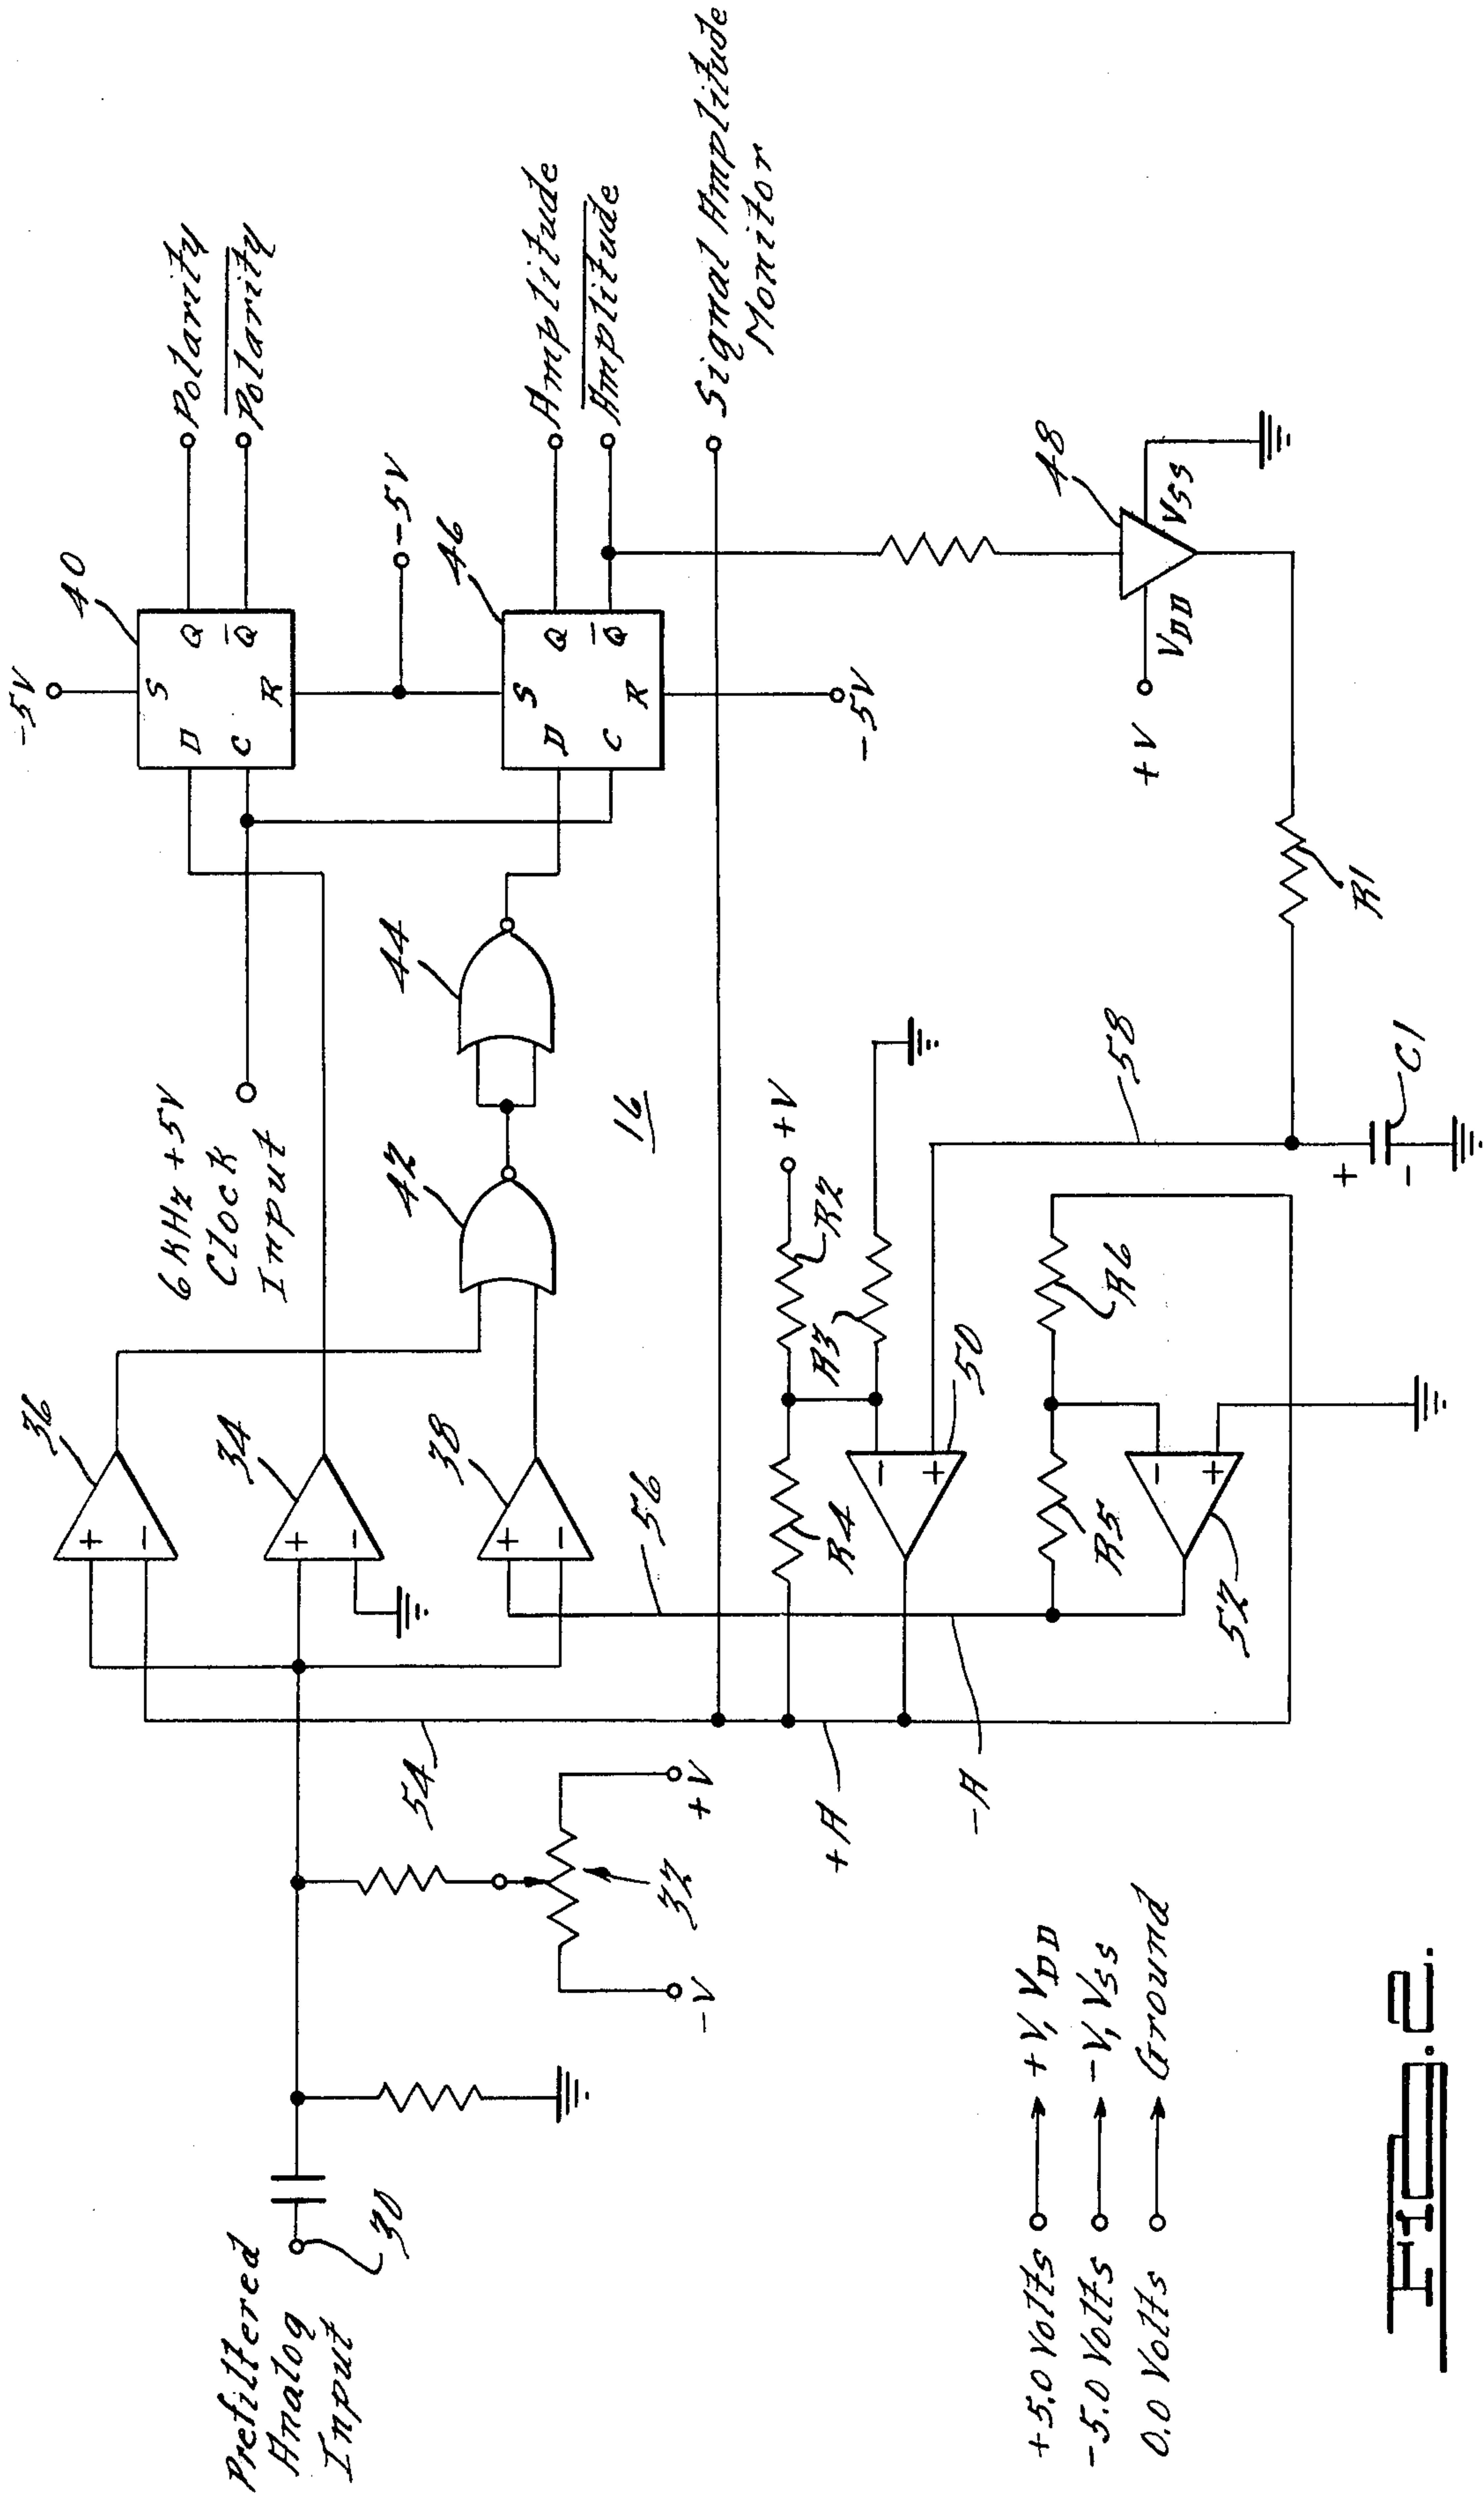 Prefiltered
Analog
Input
30
-V
+V
32
54
+A
-A
56
36
+
-
34
+
-
38
+
-
6 kHz +5V
Clock
Input
42
44
16
-5V
40
D
S
Q
C
R
Q
Polarity
Polarity
-5V
46
D
S
Q
C
R
Q
-5V
Amplitude
Amplitude
Signal Amplitude
Monitor
+V
R2
R3
R4
-
+
50
R5
R6
-
+
52
58
+
-
C1
R1
+V
VDD
VSS
48
+5.0 Volts
+V, VDD
-5.0 Volts
-V, VSS
0.0 Volts
Ground
FIG. 2.